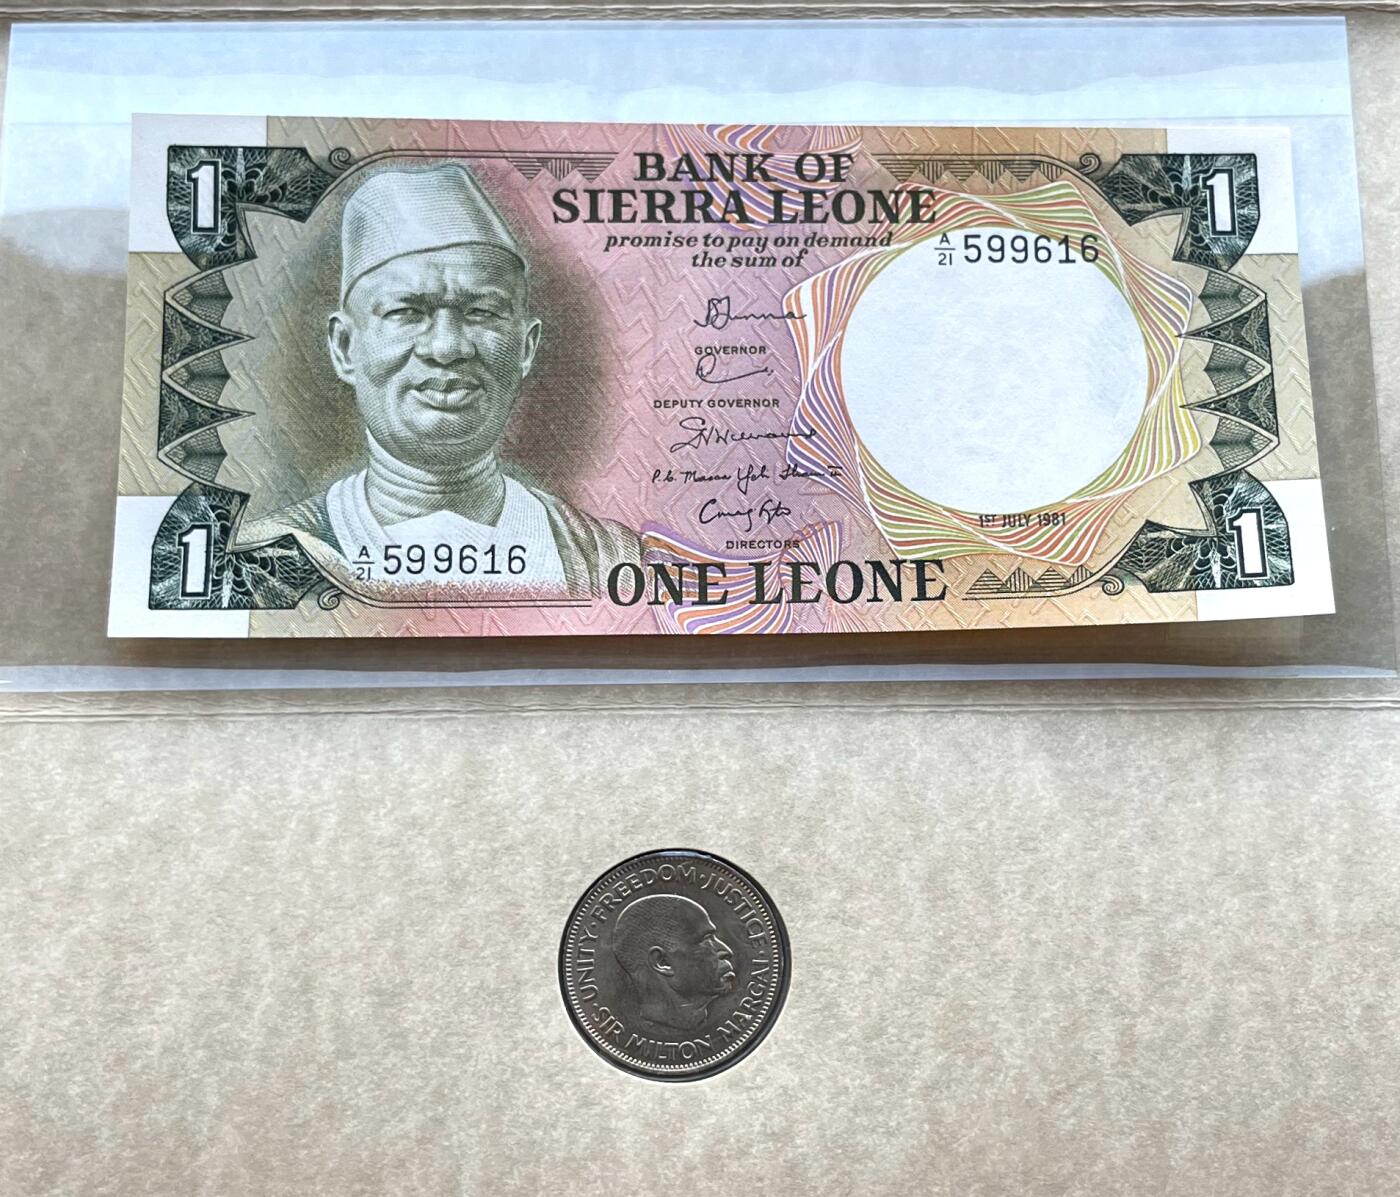 1 1
BANK OF
SIERRA LEONE
promise to pay on demand
the sum of
A/21 599616
GOVERNOR
DEPUTY GOVERNOR
DIRECTORS
1ST JULY 1981
A/21 599616
ONE LEONE
1 1
UNITY·FREEDOM·JUSTICE·
SIR MILTON MARGAI·